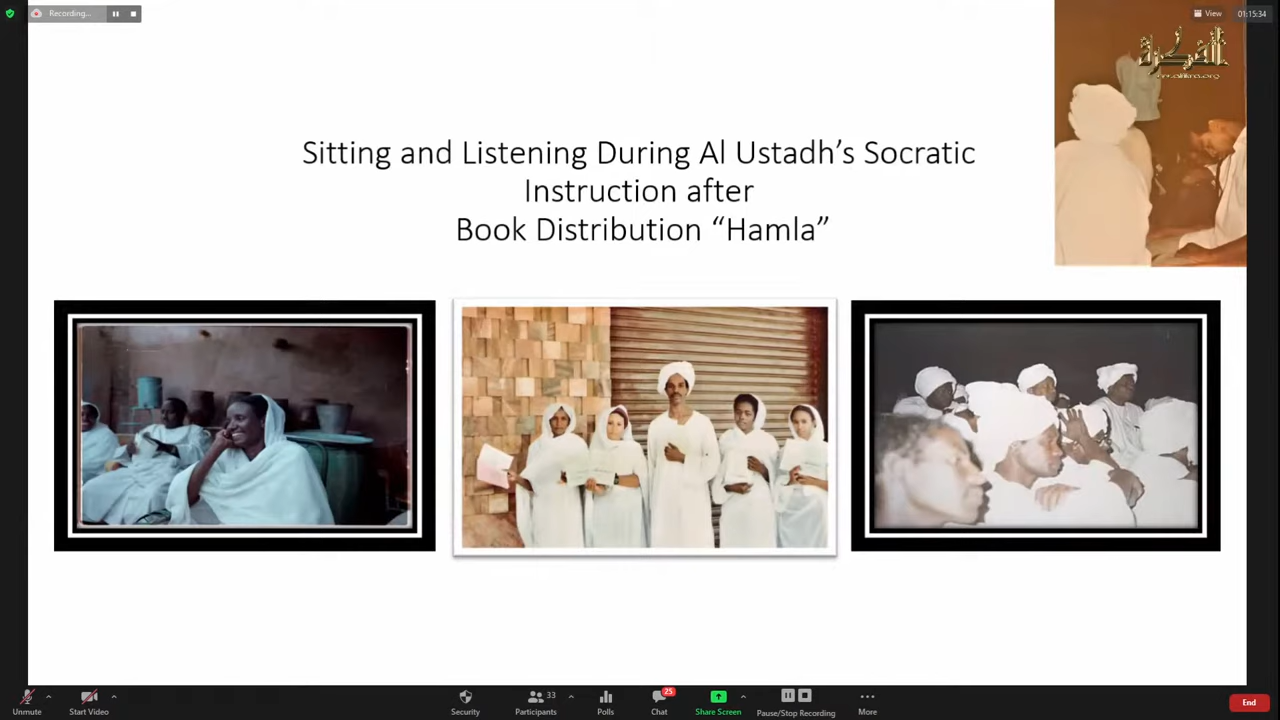 Recording...
View
01:15:34
الفكرة
Sitting and Listening During Al Ustadh’s Socratic
Instruction after
Book Distribution “Hamla”
Unmute
Start Video
Security
33
Participants
Polls
25
Chat
Share Screen
Pause/Stop Recording
More
End